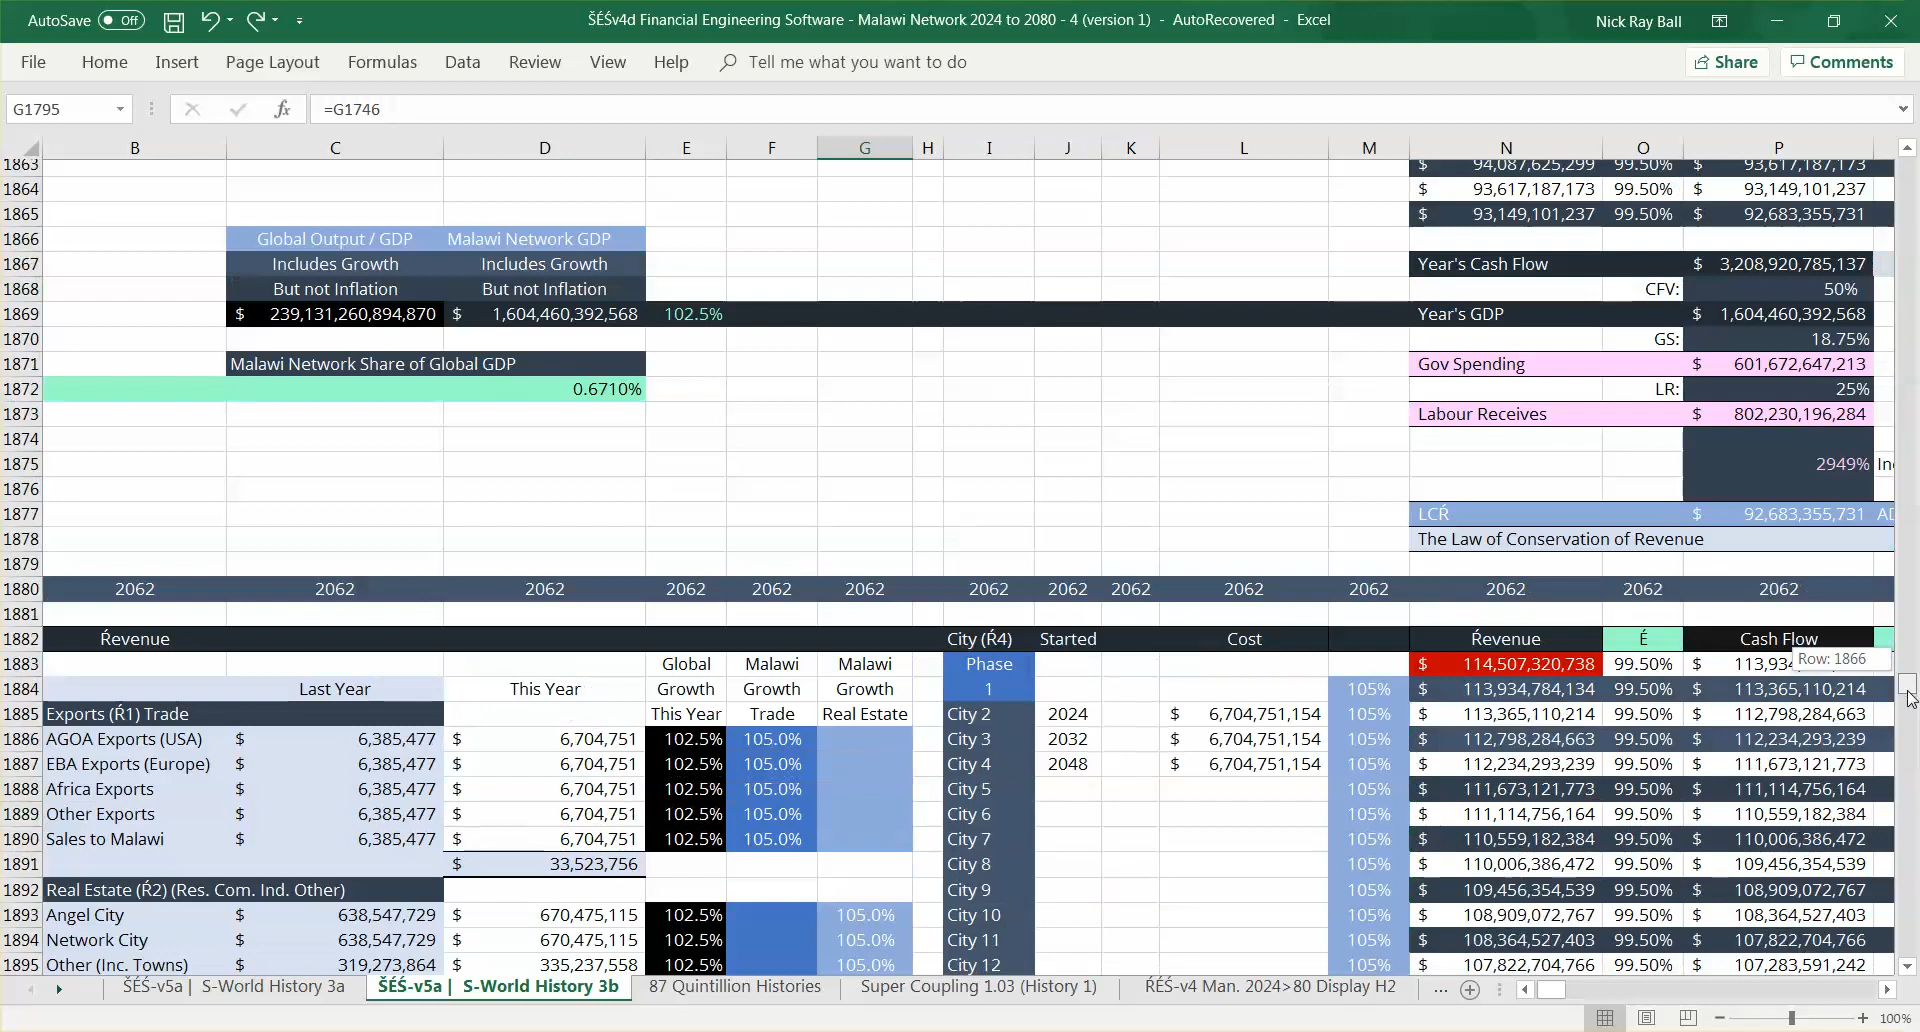 AutoSave Off ŠÉŚv4d Financial Engineering Software - Malawi Network 2024 to 2080 - 4 (version 1) - AutoRecovered - Excel Nick Ray Ball
File Home Insert Page Layout Formulas Data Review View Help Tell me what you want to do Share Comments
G1795 fx =G1746
B C D E F G H I J K L M N O P
1863 $ 94,087,625,299 99.50% $ 93,617,187,173
1864 $ 93,617,187,173 99.50% $ 93,149,101,237
1865 $ 93,149,101,237 99.50% $ 92,683,355,731
1866 Global Output / GDP Malawi Network GDP
1867 Includes Growth Includes Growth Year's Cash Flow $ 3,208,920,785,137
1868 But not Inflation But not Inflation CFV: 50%
1869 $ 239,131,260,894,870 $ 1,604,460,392,568 102.5% Year's GDP $ 1,604,460,392,568
1870 GS: 18.75%
1871 Malawi Network Share of Global GDP Gov Spending $ 601,672,647,213
1872 0.6710% LR: 25%
1873 Labour Receives $ 802,230,196,284
1874
1875 2949%
1876
1877 LCŔ $ 92,683,355,731
1878 The Law of Conservation of Revenue
1879
1880 2062 2062 2062 2062 2062 2062 2062 2062 2062 2062 2062 2062 2062 2062
1881
1882 Ŕevenue City (Ŕ4) Started Cost Ŕevenue É Cash Flow
1883 Global Malawi Malawi Phase $ 114,507,320,738 99.50% $ 113,934 Row: 1866
1884 Last Year This Year Growth Growth Growth 1 105% $ 113,934,784,134 99.50% $ 113,365,110,214
1885 Exports (Ŕ1) Trade This Year Trade Real Estate City 2 2024 $ 6,704,751,154 105% $ 113,365,110,214 99.50% $ 112,798,284,663
1886 AGOA Exports (USA) $ 6,385,477 $ 6,704,751 102.5% 105.0% City 3 2032 $ 6,704,751,154 105% $ 112,798,284,663 99.50% $ 112,234,293,239
1887 EBA Exports (Europe) $ 6,385,477 $ 6,704,751 102.5% 105.0% City 4 2048 $ 6,704,751,154 105% $ 112,234,293,239 99.50% $ 111,673,121,773
1888 Africa Exports $ 6,385,477 $ 6,704,751 102.5% 105.0% City 5 105% $ 111,673,121,773 99.50% $ 111,114,756,164
1889 Other Exports $ 6,385,477 $ 6,704,751 102.5% 105.0% City 6 105% $ 111,114,756,164 99.50% $ 110,559,182,384
1890 Sales to Malawi $ 6,385,477 $ 6,704,751 102.5% 105.0% City 7 105% $ 110,559,182,384 99.50% $ 110,006,386,472
1891 $ 33,523,756 City 8 105% $ 110,006,386,472 99.50% $ 109,456,354,539
1892 Real Estate (Ŕ2) (Res. Com. Ind. Other) City 9 105% $ 109,456,354,539 99.50% $ 108,909,072,767
1893 Angel City $ 638,547,729 $ 670,475,115 102.5% 105.0% City 10 105% $ 108,909,072,767 99.50% $ 108,364,527,403
1894 Network City $ 638,547,729 $ 670,475,115 102.5% 105.0% City 11 105% $ 108,364,527,403 99.50% $ 107,822,704,766
1895 Other (Inc. Towns) $ 319,273,864 $ 335,237,558 102.5% 105.0% City 12 105% $ 107,822,704,766 99.50% $ 107,283,591,242
ŠÉŚ-v5a | S-World History 3a ŠÉŚ-v5a | S-World History 3b 87 Quintillion Histories Super Coupling 1.03 (History 1) ŔÉŚ-v4 Man. 2024>80 Display H2 ...
100%